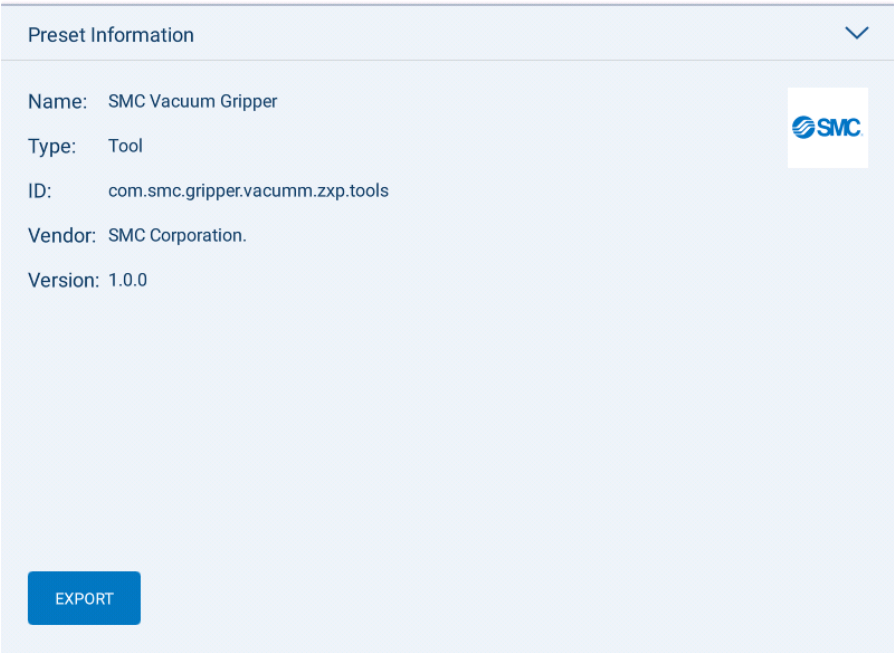 Preset Information
Name: SMC Vacuum Gripper
SMC
Type: Tool
ID: com.smc.gripper.vacumm.zxp.tools
Vendor: SMC Corporation.
Version: 1.0.0
EXPORT